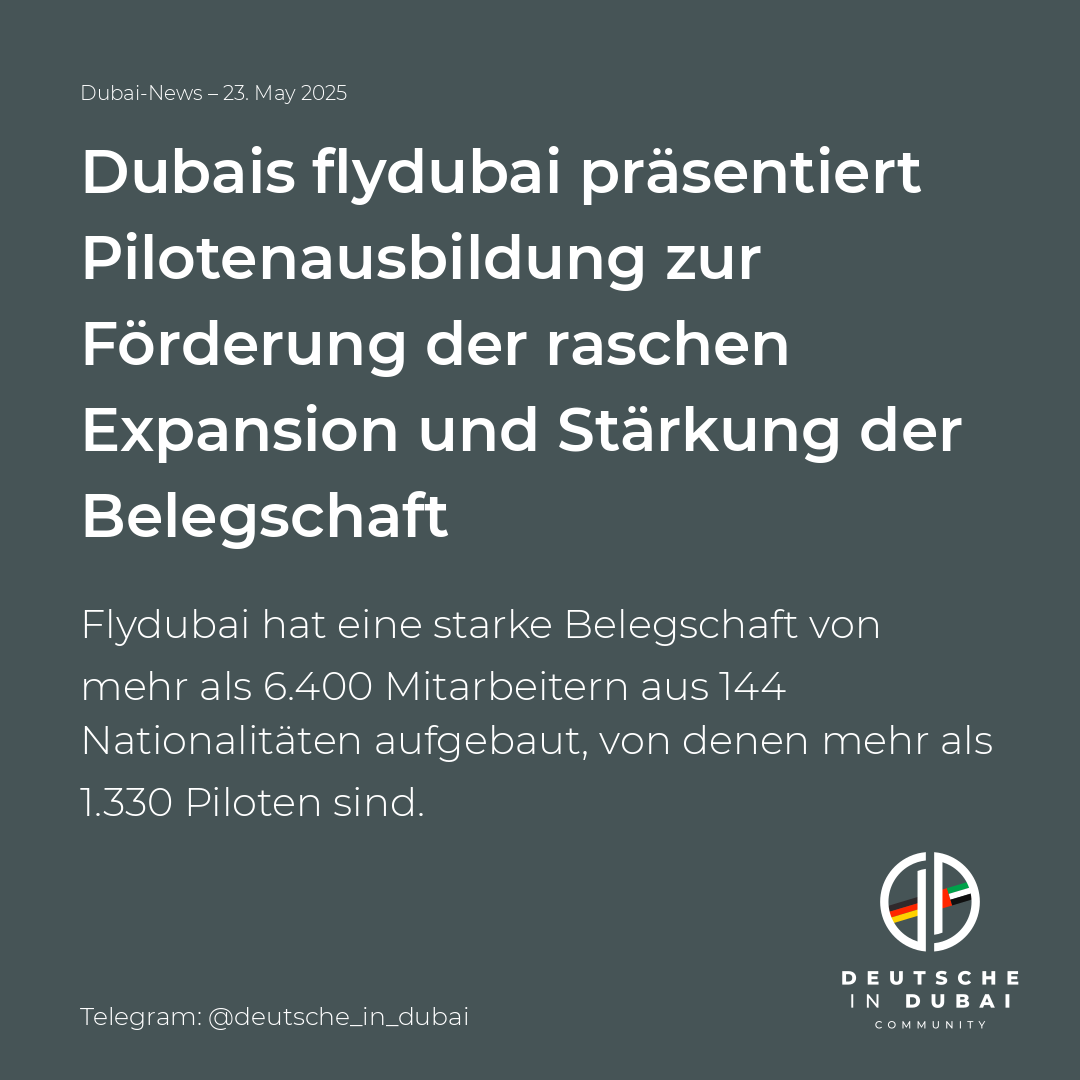 Dubai-News – 23. May 2025
Dubais flydubai präsentiert
Pilotenausbildung zur
Förderung der raschen
Expansion und Stärkung der
Belegschaft
Flydubai hat eine starke Belegschaft von
mehr als 6.400 Mitarbeitern aus 144
Nationalitäten aufgebaut, von denen mehr als
1.330 Piloten sind.
DEUTSCHE
IN DUBAI
COMMUNITY
Telegram: @deutsche_in_dubai